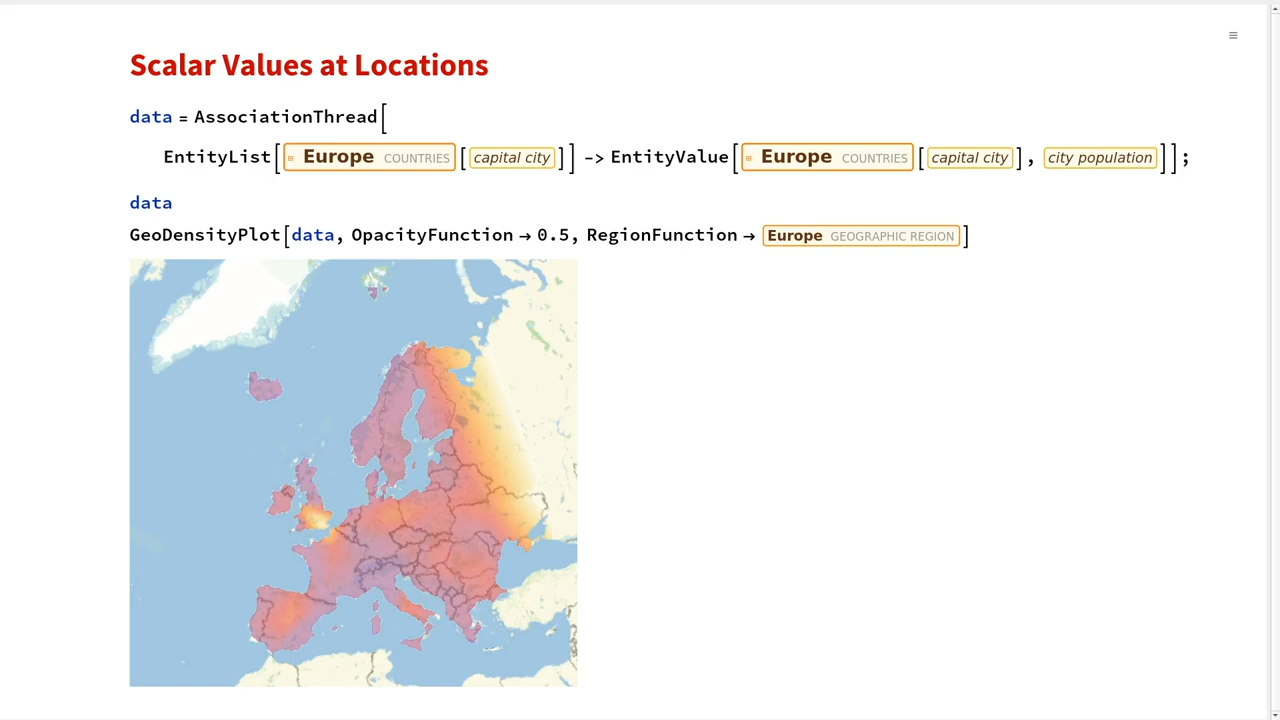 Scalar Values at Locations
data = AssociationThread[
EntityList[Europe COUNTRIES [capital city]] -> EntityValue[Europe COUNTRIES [capital city], city population]];
data
GeoDensityPlot[data, OpacityFunction → 0.5, RegionFunction → Europe GEOGRAPHIC REGION]